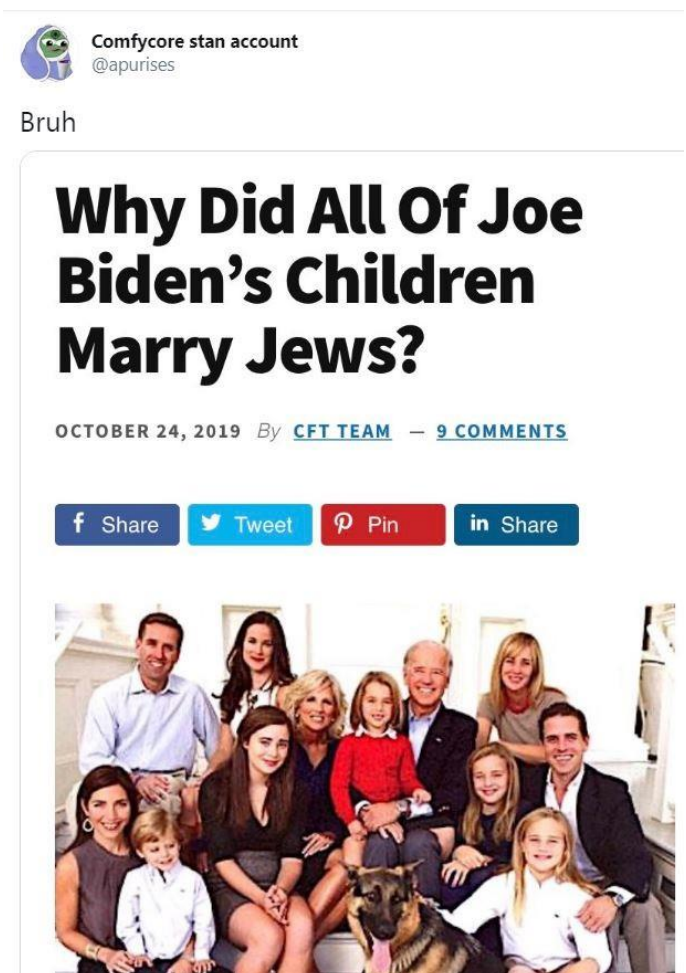 Comfycore stan account
@apurises
Bruh
Why Did All Of Joe
Biden’s Children
Marry Jews?
OCTOBER 24, 2019 By CFT TEAM — 9 COMMENTS
f Share Tweet Pin in Share